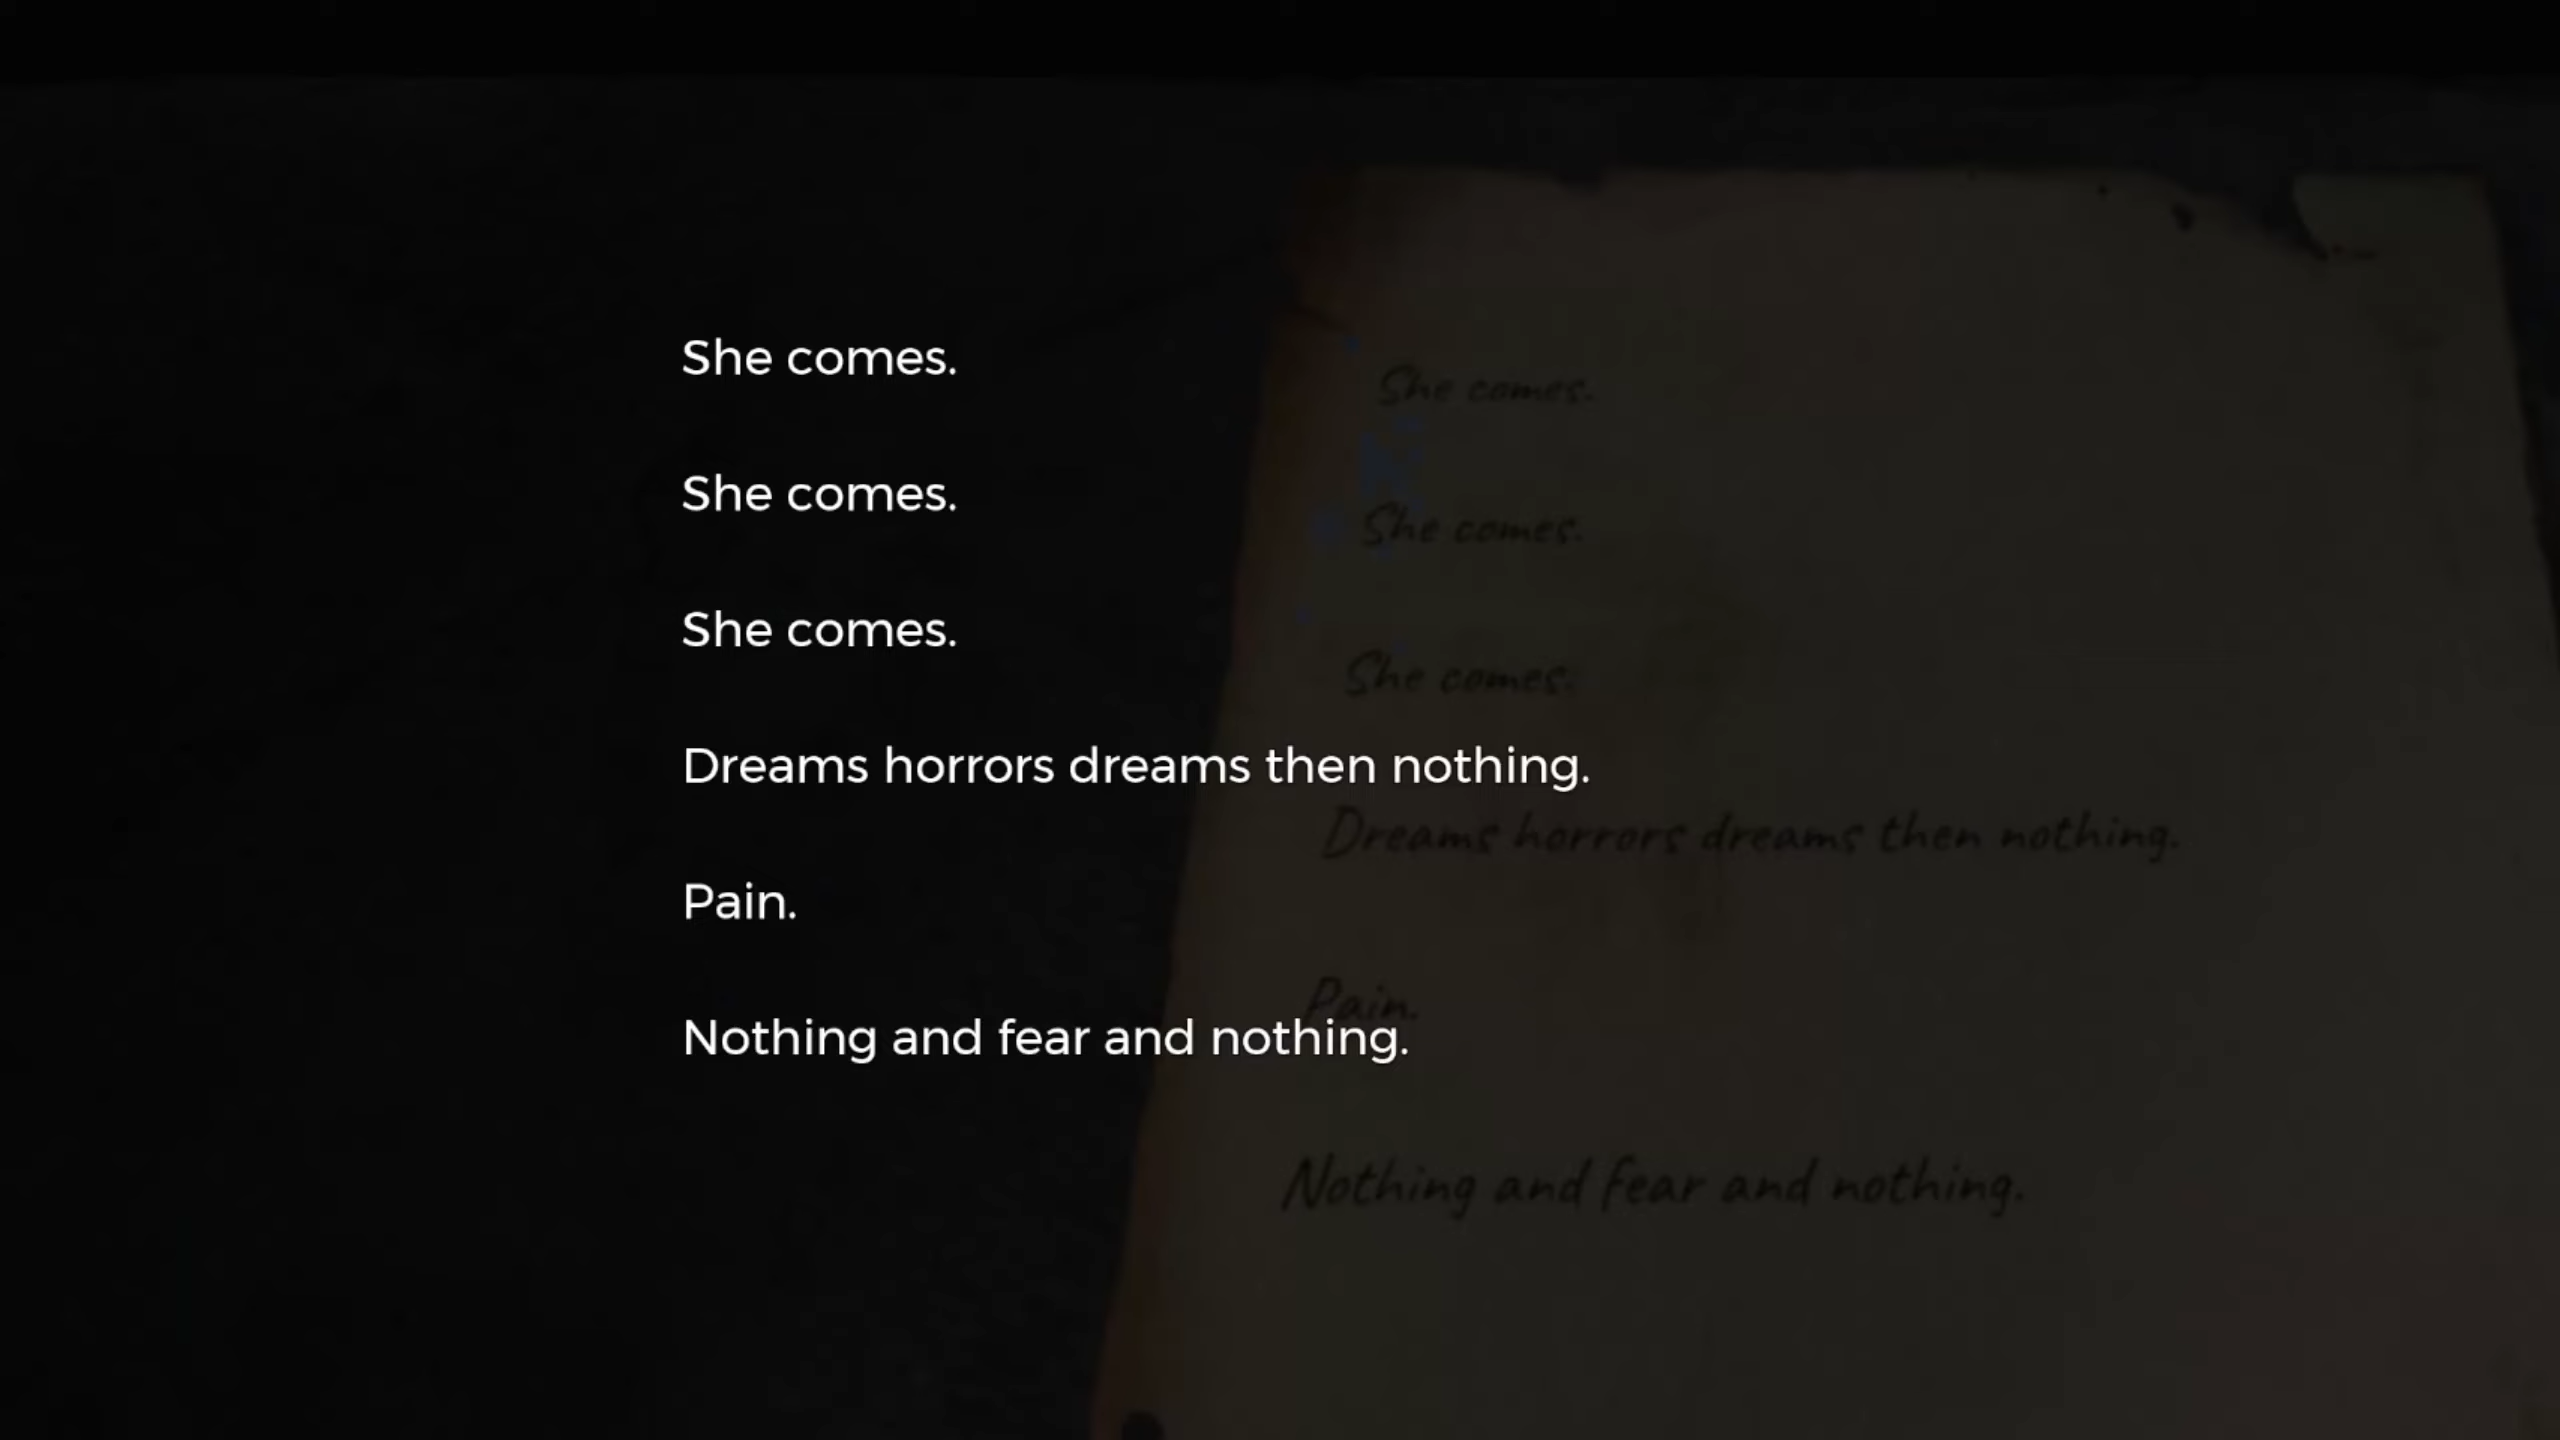 She comes.
She comes.
She comes.
Dreams horrors dreams then nothing.
Pain.
Nothing and fear and nothing.
She comes.
She comes.
She comes.
Dreams horrors dreams then nothing.
Pain.
Nothing and fear and nothing.